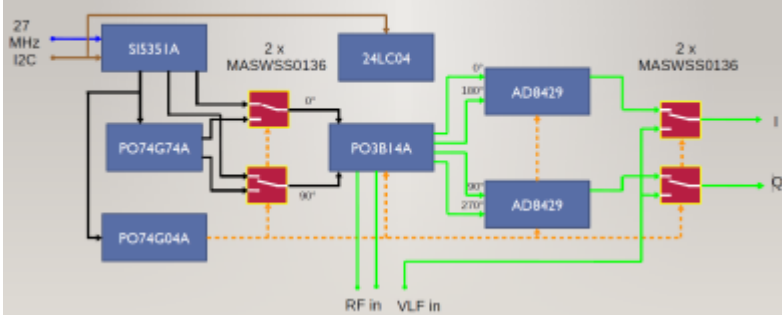 27
MHz
I2C
SI5351A
2 x
MASWSS0136
24LC04
2 x
MASWSS0136
0°
180°
AD8429
0°
I
PO74G74A
PO3B14A
90°
90°
270°
AD8429
Q
PO74G04A
RF in
VLF in